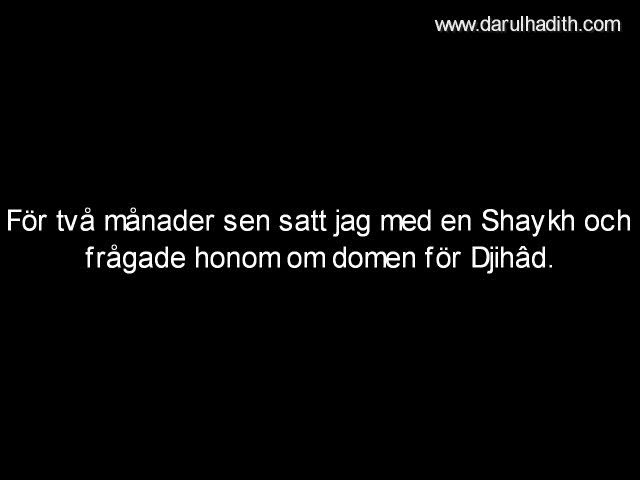 www.darulhadith.com
För två månader sen satt jag med en Shaykh och
frågade honom om domen för Djihâd.